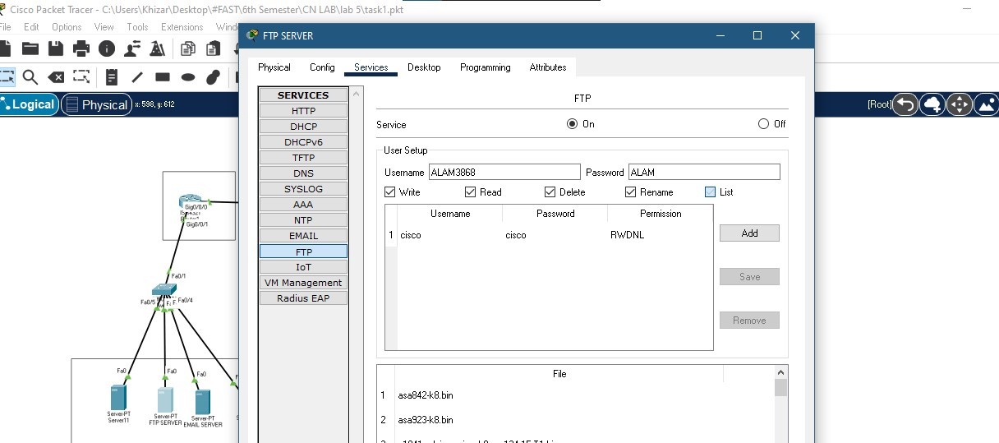 Cisco Packet Tracer - C:\Users\Khizar\Desktop\#FAST\6th Semester\CN LAB\lab 5\task1.pkt
File Edit Options View Tools Extensions Wind
FTP SERVER
Physical Config Services Desktop Programming Attributes
Logical Physical x: 598, y: 612
[Root]
SERVICES
HTTP
DHCP
DHCPv6
TFTP
DNS
SYSLOG
AAA
NTP
EMAIL
FTP
IoT
VM Management
Radius EAP
FTP
Service On Off
User Setup
Username ALAM3868 Password ALAM
Write Read Delete Rename List
Username Password Permission
1 cisco cisco RWDNL
Add
Save
Remove
File
1 asa842-k8.bin
2 asa923-k8.bin
Gig0/0/0
Gig0/0/1
Fa0/1
Fa0/5 Fa0/4
Fa0 Fa0 Fa0
Server-PT
Server11
Server-PT
FTP SERVER
Server-PT
EMAIL SERVER